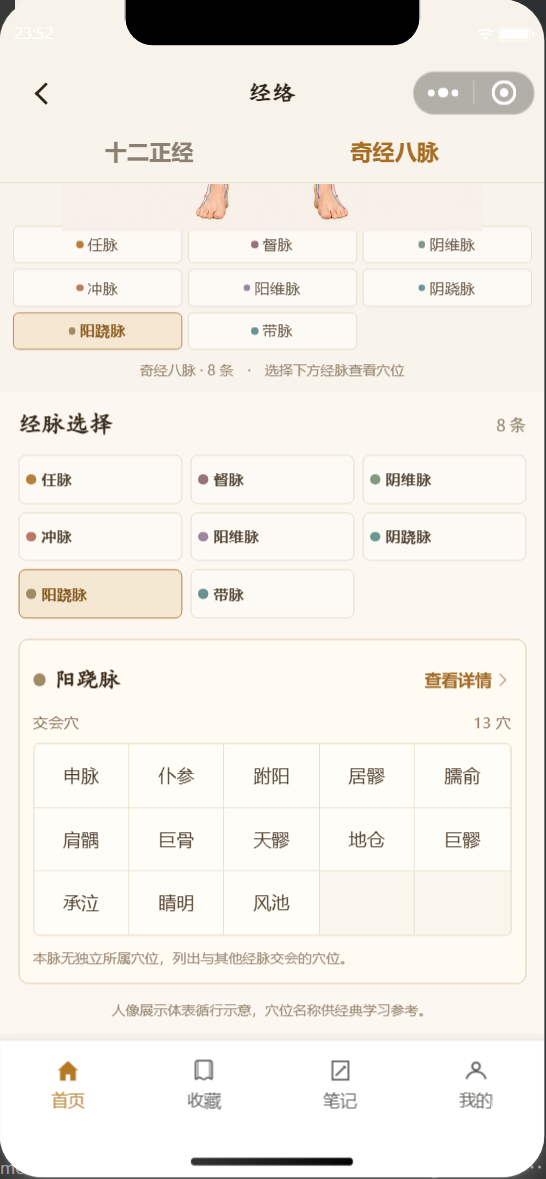 23:52
经络
十二正经 奇经八脉
任脉 督脉 阴维脉
冲脉 阳维脉 阴跷脉
阳跷脉 带脉
奇经八脉 · 8 条 · 选择下方经脉查看穴位
经脉选择 8 条
任脉 督脉 阴维脉
冲脉 阳维脉 阴跷脉
阳跷脉 带脉
阳跷脉 查看详情
交会穴 13 穴
申脉 仆参 跗阳 居髎 臑俞
肩髃 巨骨 天髎 地仓 巨髎
承泣 睛明 风池
本脉无独立所属穴位，列出与其他经脉交会的穴位。
人像展示体表循行示意，穴位名称供经典学习参考。
首页 收藏 笔记 我的